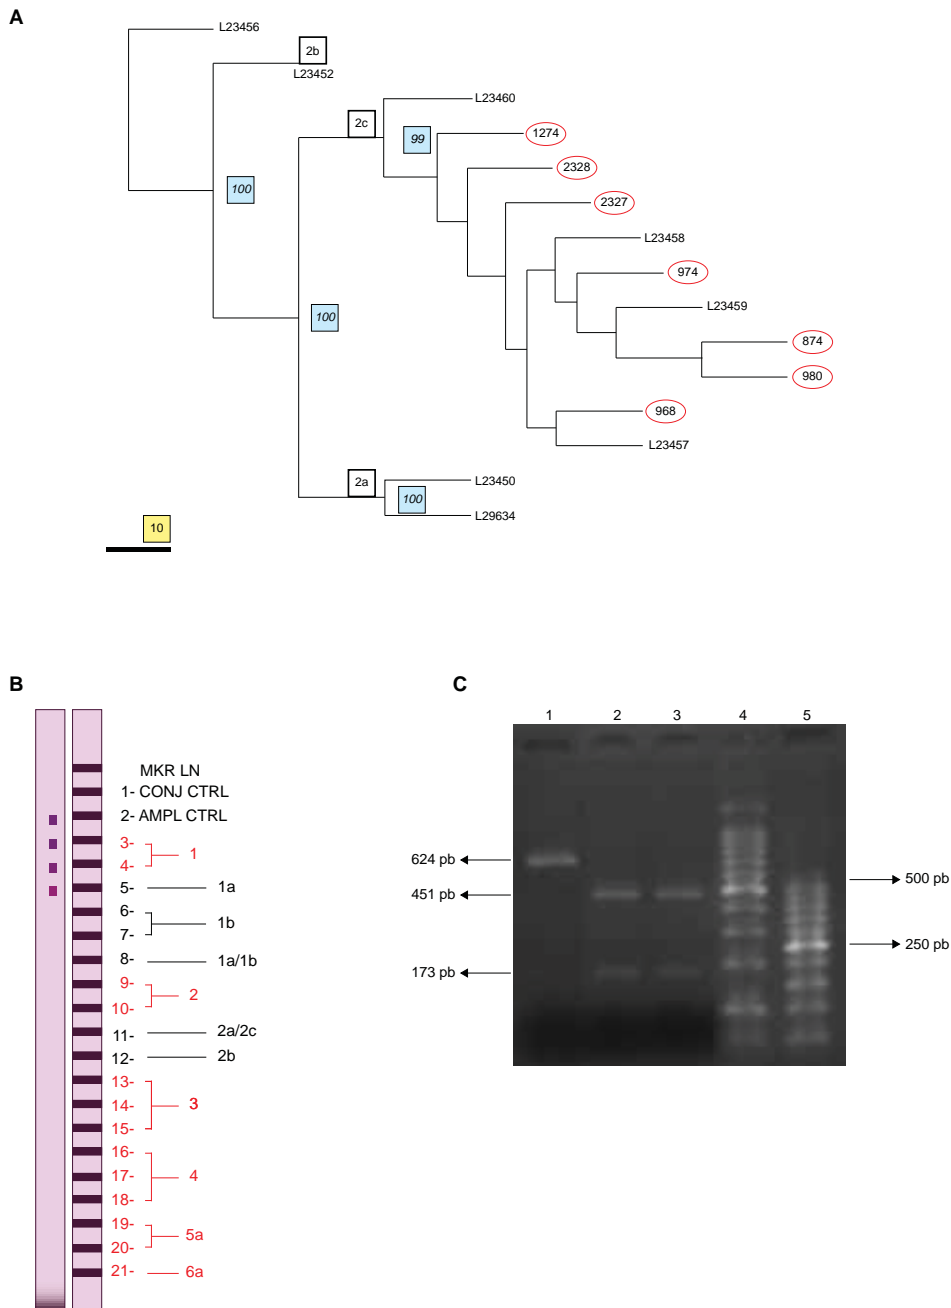 A
L23456
2b
L23452
L23460
2c
99
1274
2328
100
2327
L23458
974
L23459
100
874
980
968
L23457
2a
L23450
100
L29634
10
B
MKR LN
1- CONJ CTRL
2- AMPL CTRL
3-
1
4-
5- 1a
6-
1b
7-
8- 1a/1b
9-
2
10-
11- 2a/2c
12- 2b
13-
14- 3
15-
16-
17- 4
18-
19-
5a
20-
21- 6a
C
1 2 3 4 5
624 pb
500 pb
451 pb
250 pb
173 pb